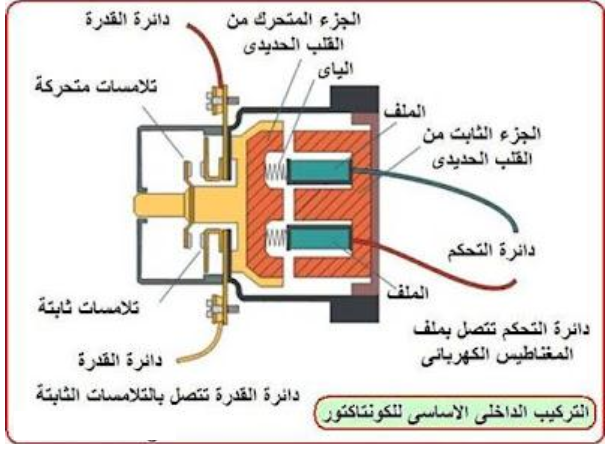 دائرة القدرة
الجزء المتحرك من
القلب الحديدى
الياى
تلامسات متحركة
الملف
الجزء الثابت من
القلب الحديدى
دائرة التحكم
تلامسات ثابتة
الملف
دائرة التحكم تتصل بملف
المغناطيس الكهربائى
دائرة القدرة
دائرة القدرة تتصل بالتلامسات الثابتة
التركيب الداخلى الاساسى للكونتاكتور